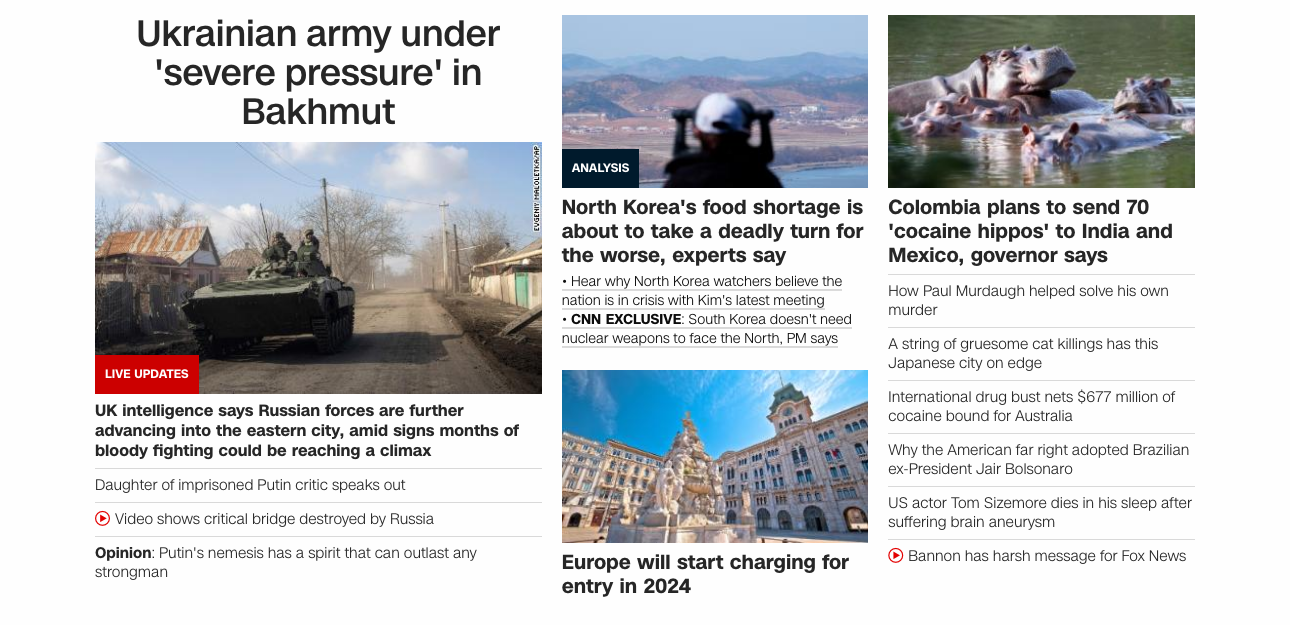 Ukrainian army under
'severe pressure' in
Bakhmut
EVGENIY MALOLETKA/AP
LIVE UPDATES
UK intelligence says Russian forces are further
advancing into the eastern city, amid signs months of
bloody fighting could be reaching a climax
Daughter of imprisoned Putin critic speaks out
Video shows critical bridge destroyed by Russia
Opinion: Putin's nemesis has a spirit that can outlast any
strongman
ANALYSIS
North Korea's food shortage is
about to take a deadly turn for
the worse, experts say
• Hear why North Korea watchers believe the
nation is in crisis with Kim's latest meeting
• CNN EXCLUSIVE: South Korea doesn't need
nuclear weapons to face the North, PM says
Europe will start charging for
entry in 2024
Colombia plans to send 70
'cocaine hippos' to India and
Mexico, governor says
How Paul Murdaugh helped solve his own
murder
A string of gruesome cat killings has this
Japanese city on edge
International drug bust nets $677 million of
cocaine bound for Australia
Why the American far right adopted Brazilian
ex-President Jair Bolsonaro
US actor Tom Sizemore dies in his sleep after
suffering brain aneurysm
Bannon has harsh message for Fox News